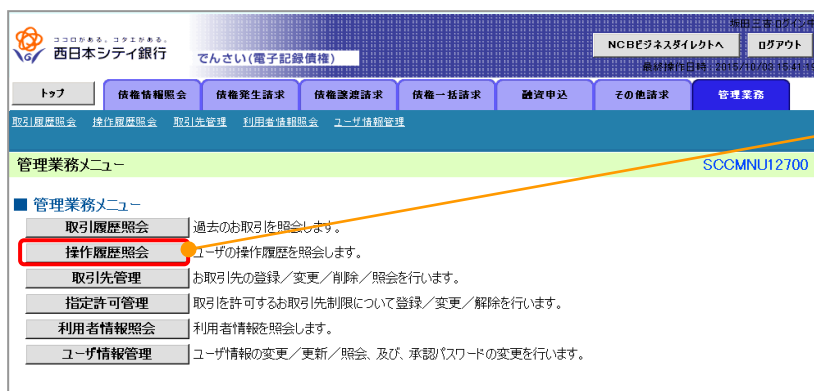 ココロがある。コタエがある。
西日本シティ銀行
でんさい(電子記録債権)
NCBビジネスダイレクトへ ログアウト
トップ 債権情報照会 債権発生請求 債権譲渡請求 債権一括請求 融資申込 その他請求 管理業務
取引履歴照会 操作履歴照会 取引先管理 利用者情報照会 ユーザ情報管理
管理業務メニュー SCCMNU12700
■ 管理業務メニュー
取引履歴照会 過去のお取引を照会します。
操作履歴照会 ユーザの操作履歴を照会します。
取引先管理 お取引先の登録／変更／削除／照会を行います。
指定許可管理 取引を許可するお取引先制限について登録／変更／解除を行います。
利用者情報照会 利用者情報を照会します。
ユーザ情報管理 ユーザ情報の変更／更新／照会、及び、承認パスワードの変更を行います。